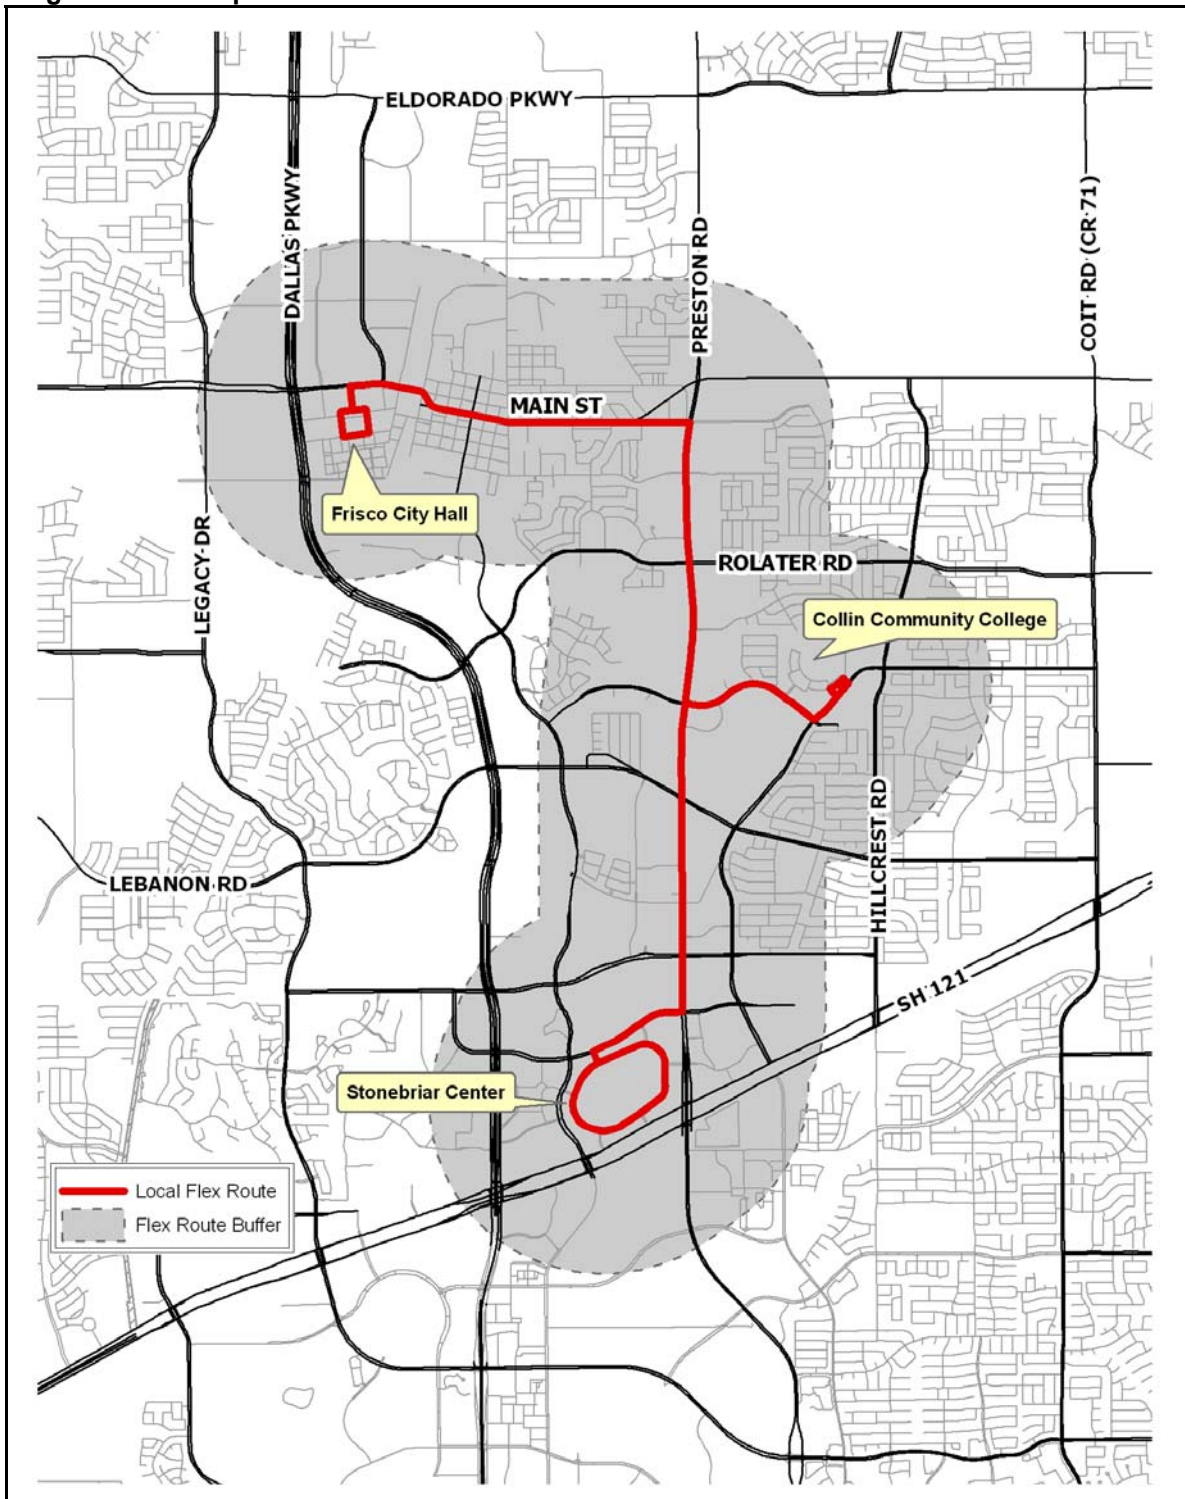 ELDORADO PKWY
DALLAS PKWY
PRESTON RD
COIT RD (CR 71)
MAIN ST
Frisco City Hall
LEGACY DR
ROLATER RD
Collin Community College
HILLCREST RD
LEBANON RD
SH 121
Stonebriar Center
Local Flex Route
Flex Route Buffer